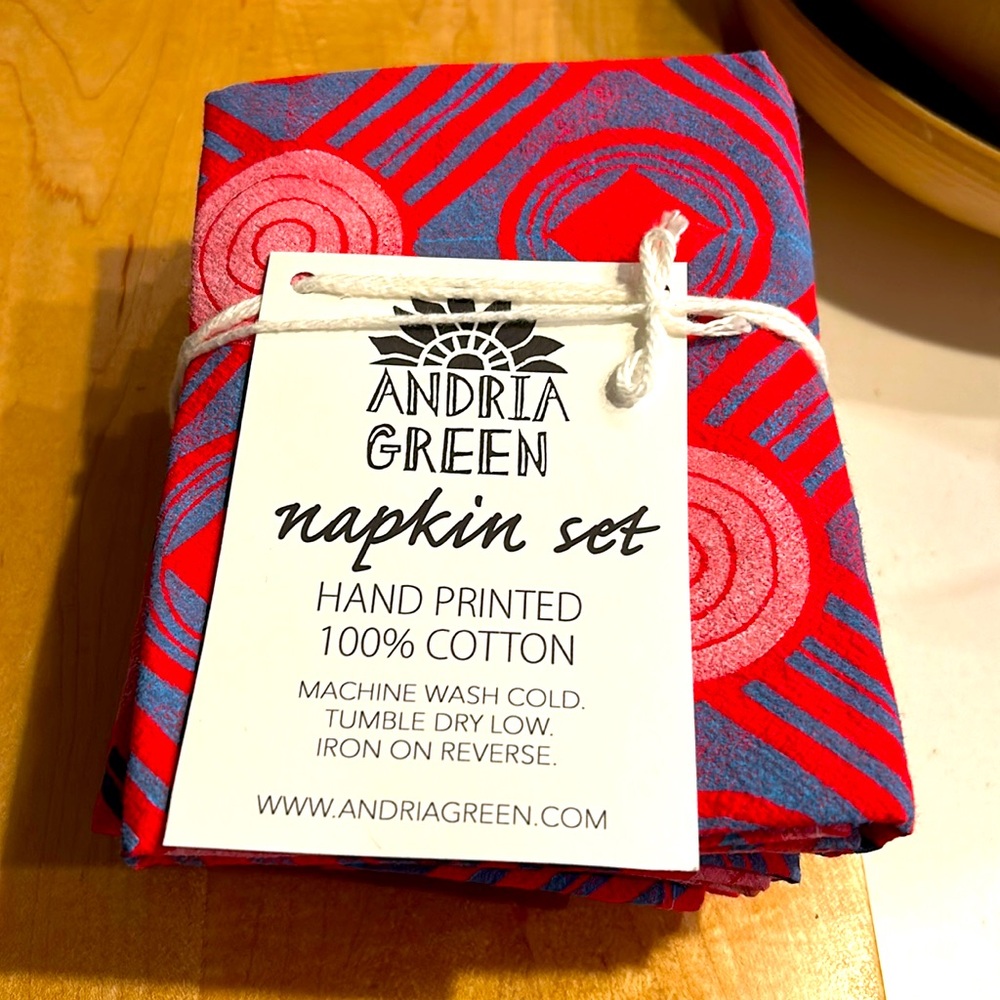 ANDRIA
GREEN
napkin set
HAND PRINTED
100% COTTON
MACHINE WASH COLD.
TUMBLE DRY LOW.
IRON ON REVERSE.
WWW.ANDRIAGREEN.COM